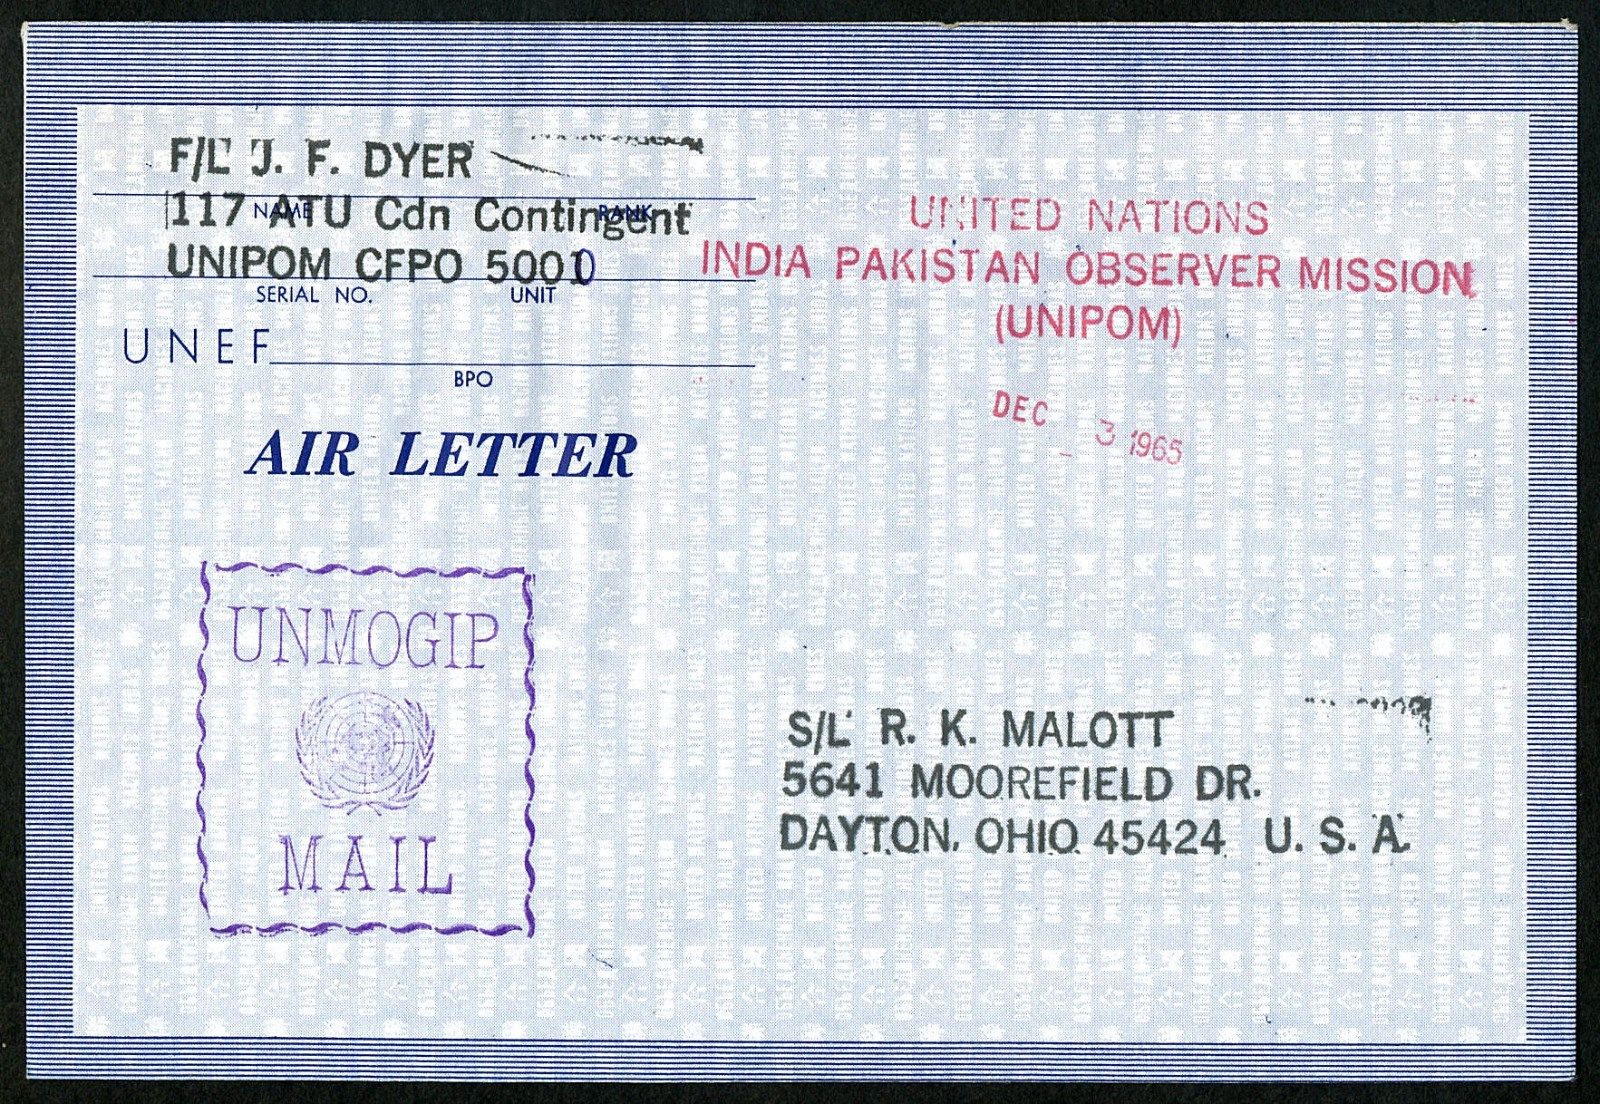 F/L J. F. DYER
NAME RANK
117 ATU Cdn Contingent
UNIPOM CFPO 5001
SERIAL NO. UNIT
UNEF
BPO
AIR LETTER
UNITED NATIONS
INDIA PAKISTAN OBSERVER MISSION
(UNIPOM)
DEC 3 1965
UNMOGIP
MAIL
S/L R. K. MALOTT
5641 MOOREFIELD DR.
DAYTON, OHIO 45424 U. S. A.